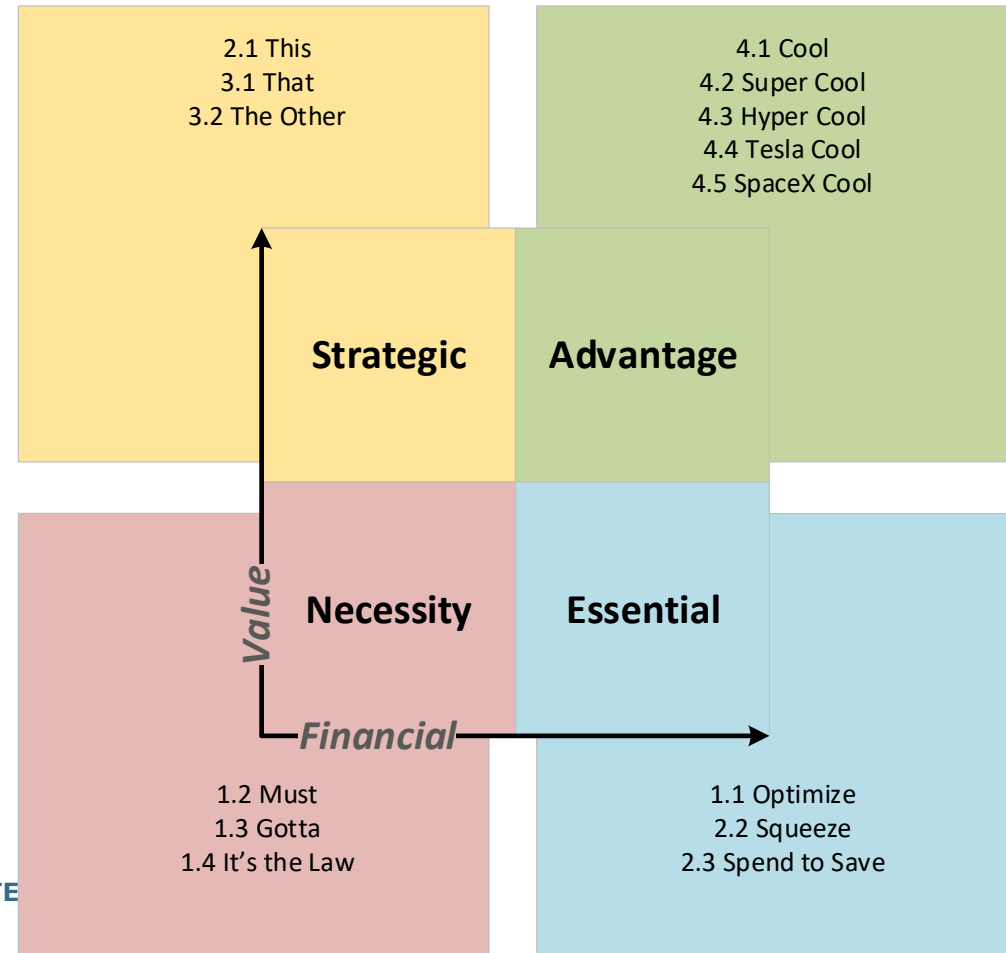 2.1 This
3.1 That
3.2 The Other
4.1 Cool
4.2 Super Cool
4.3 Hyper Cool
4.4 Tesla Cool
4.5 SpaceX Cool
Strategic
Advantage
Necessity
Essential
Value
Financial
1.2 Must
1.3 Gotta
1.4 It’s the Law
1.1 Optimize
2.2 Squeeze
2.3 Spend to Save